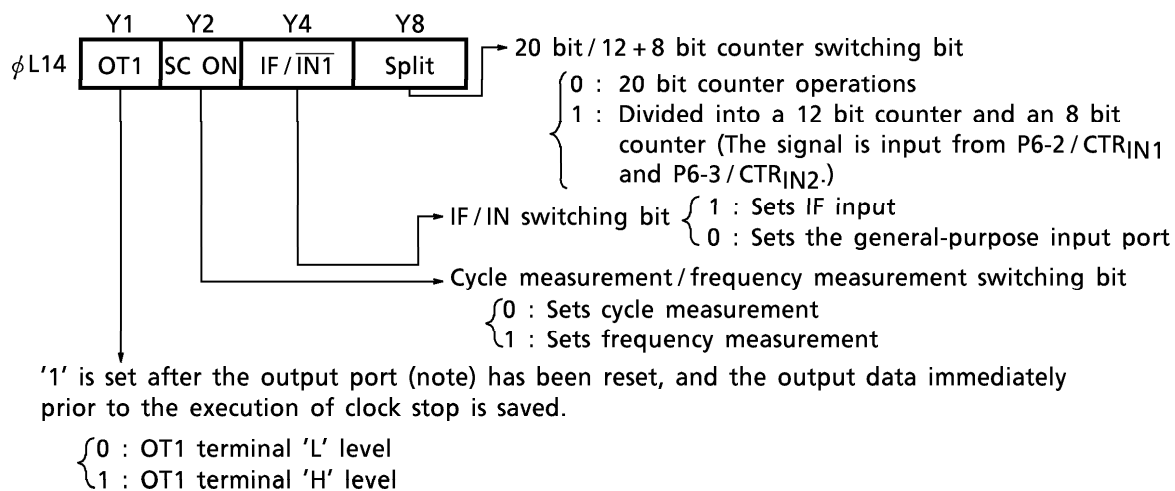 Y1 Y2 Y4 Y8
ϕL14 OT1 SC ON IF / IN1 Split
20 bit / 12 + 8 bit counter switching bit
0 : 20 bit counter operations
1 : Divided into a 12 bit counter and an 8 bit
counter (The signal is input from P6-2 / CTRIN1
and P6-3 / CTRIN2.)
IF / IN switching bit
1 : Sets IF input
0 : Sets the general-purpose input port
Cycle measurement / frequency measurement switching bit
0 : Sets cycle measurement
1 : Sets frequency measurement
'1' is set after the output port (note) has been reset, and the output data immediately
prior to the execution of clock stop is saved.
0 : OT1 terminal 'L' level
1 : OT1 terminal 'H' level